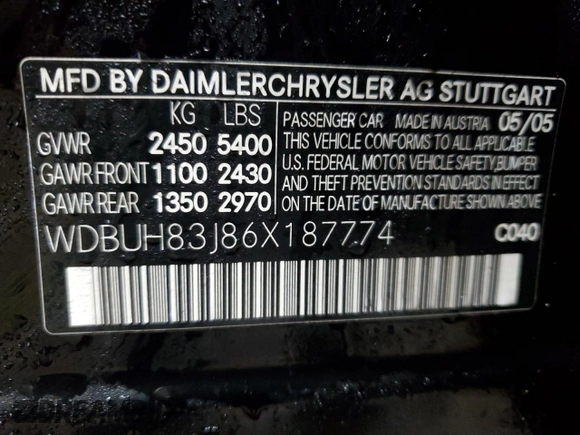 MFD BY DAIMLERCHRYSLER AG STUTTGART
KG LBS
GVWR 2450 5400
GAWR FRONT 1100 2430
GAWR REAR 1350 2970
PASSENGER CAR MADE IN AUSTRIA 05/05
THIS VEHICLE CONFORMS TO ALL APPLICABLE
U.S. FEDERAL MOTOR VEHICLE SAFETY, BUMPER
AND THEFT PREVENTION STANDARDS IN EFFECT
ON THE DATE OF MANUFACTURE SHOWN ABOVE.
WDBUH83J86X187774 C040